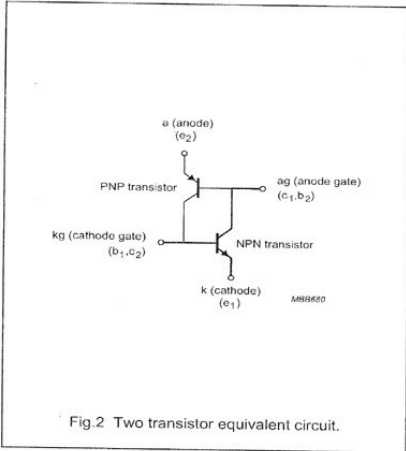 a (anode)
(e2)
PNP transistor
ag (anode gate)
(c1,b2)
kg (cathode gate)
(b1,c2)
NPN transistor
k (cathode)
(e1)
MBB680
Fig.2 Two transistor equivalent circuit.